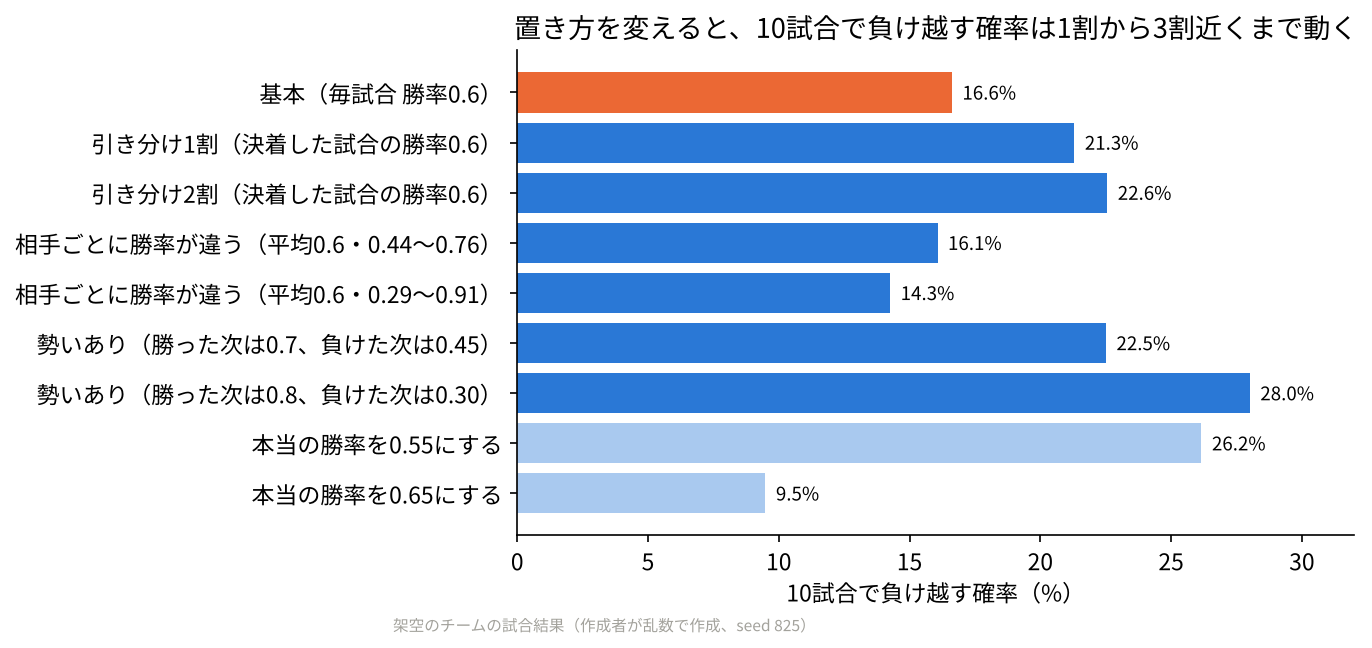 置き方を変えると、10試合で負け越す確率は1割から3割近くまで動く
基本（毎試合 勝率0.6） 16.6%
引き分け1割（決着した試合の勝率0.6） 21.3%
引き分け2割（決着した試合の勝率0.6） 22.6%
相手ごとに勝率が違う（平均0.6・0.44～0.76） 16.1%
相手ごとに勝率が違う（平均0.6・0.29～0.91） 14.3%
勢いあり（勝った次は0.7、負けた次は0.45） 22.5%
勢いあり（勝った次は0.8、負けた次は0.30） 28.0%
本当の勝率を0.55にする 26.2%
本当の勝率を0.65にする 9.5%
0 5 10 15 20 25 30
10試合で負け越す確率（%）
架空のチームの試合結果（作成者が乱数で作成、seed 825）